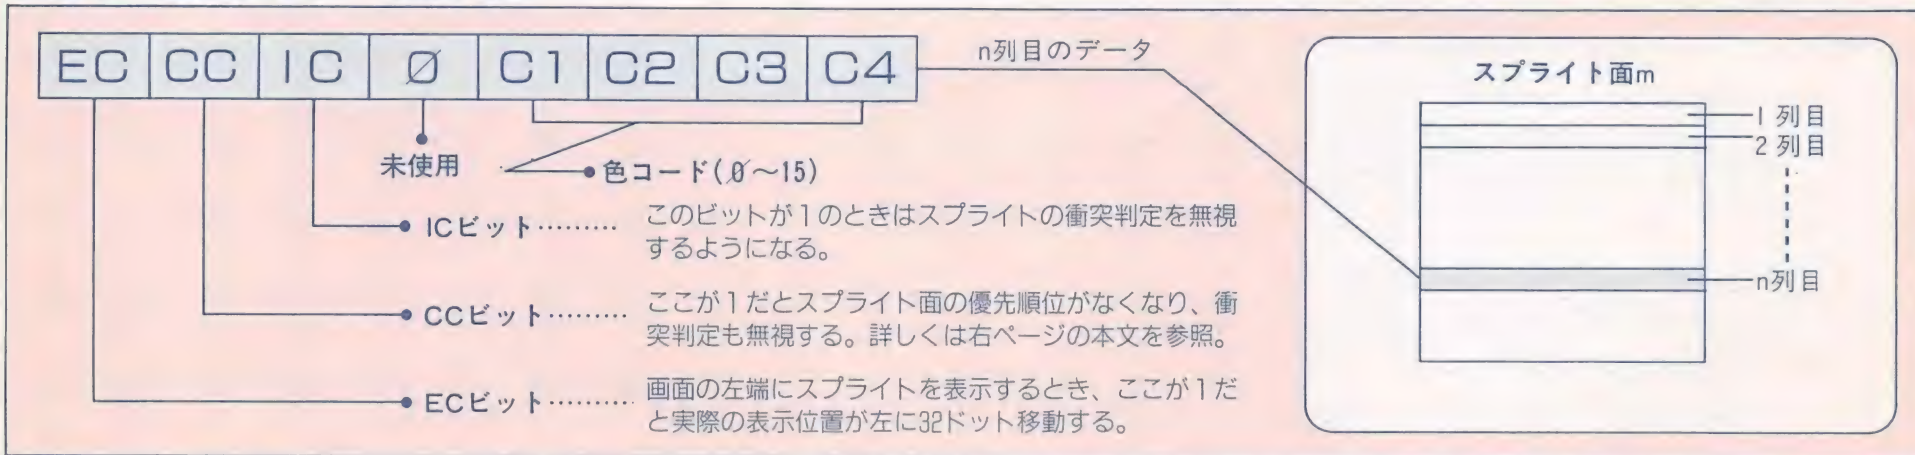 EC CC IC Ø C1 C2 C3 C4
n列目のデータ
未使用
色コード(Ø～15)
ICビット………
このビットが1のときはスプライトの衝突判定を無視
するようになる。
CCビット………
ここが1だとスプライト面の優先順位がなくなり、衝
突判定も無視する。詳しくは右ページの本文を参照。
ECビット………
画面の左端にスプライトを表示するとき、ここが1だ
と実際の表示位置が左に32ドット移動する。
スプライト面m
1列目
2列目
n列目